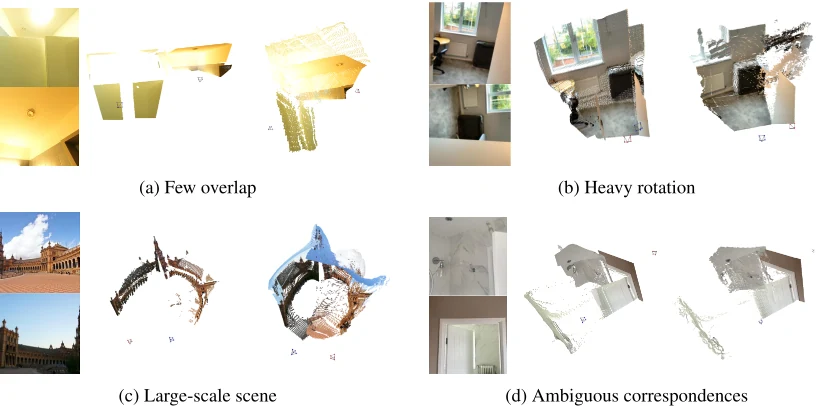 (a) Few overlap
(b) Heavy rotation
(c) Large-scale scene
(d) Ambiguous correspondences